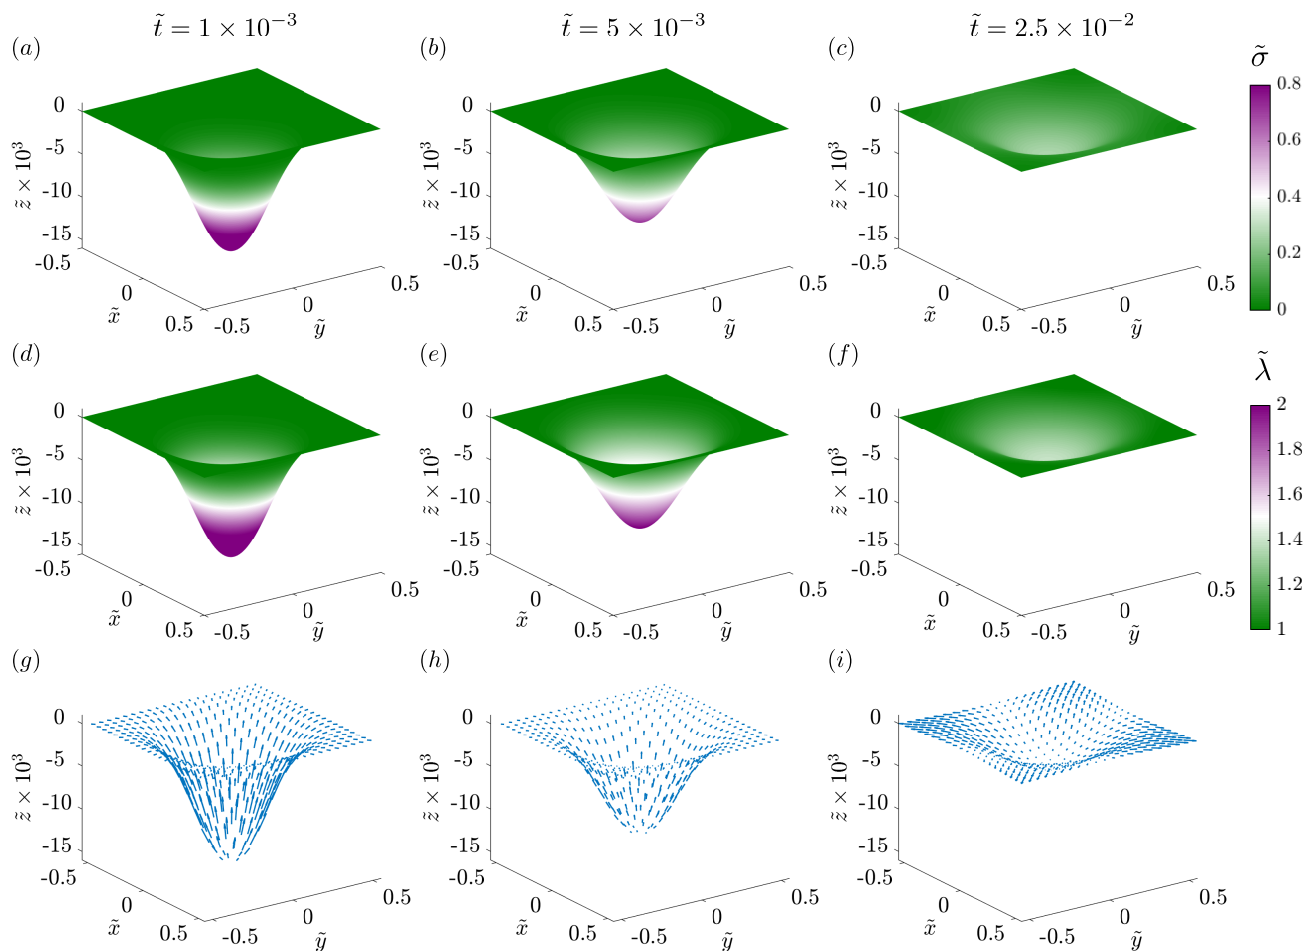 t̃ = 1 × 10⁻³ t̃ = 5 × 10⁻³ t̃ = 2.5 × 10⁻²
(a) (b) (c) σ̃
0 0 0 0.8
-5 -5 -5 0.6
z̃ × 10³ z̃ × 10³ z̃ × 10³ 0.4
-10 -10 -10 0.2
-15 -15 -15 0
-0.5 0.5 -0.5 0.5 -0.5 0.5
0 0 0 0 0 0
x̃ 0.5 -0.5 ỹ x̃ 0.5 -0.5 ỹ x̃ 0.5 -0.5 ỹ
(d) (e) (f) λ̃
0 0 0 2
-5 -5 -5 1.8
z̃ × 10³ z̃ × 10³ z̃ × 10³ 1.6
-10 -10 -10 1.4
-15 -15 -15 1.2
-0.5 0.5 -0.5 0.5 -0.5 0.5
0 0 0 0 0 0 1
x̃ 0.5 -0.5 ỹ x̃ 0.5 -0.5 ỹ x̃ 0.5 -0.5 ỹ
(g) (h) (i)
0 0 0
-5 -5 -5
z̃ × 10³ z̃ × 10³ z̃ × 10³
-10 -10 -10
-15 -15 -15
-0.5 0.5 -0.5 0.5 -0.5 0.5
0 0 0 0 0 0
x̃ 0.5 -0.5 ỹ x̃ 0.5 -0.5 ỹ x̃ 0.5 -0.5 ỹ